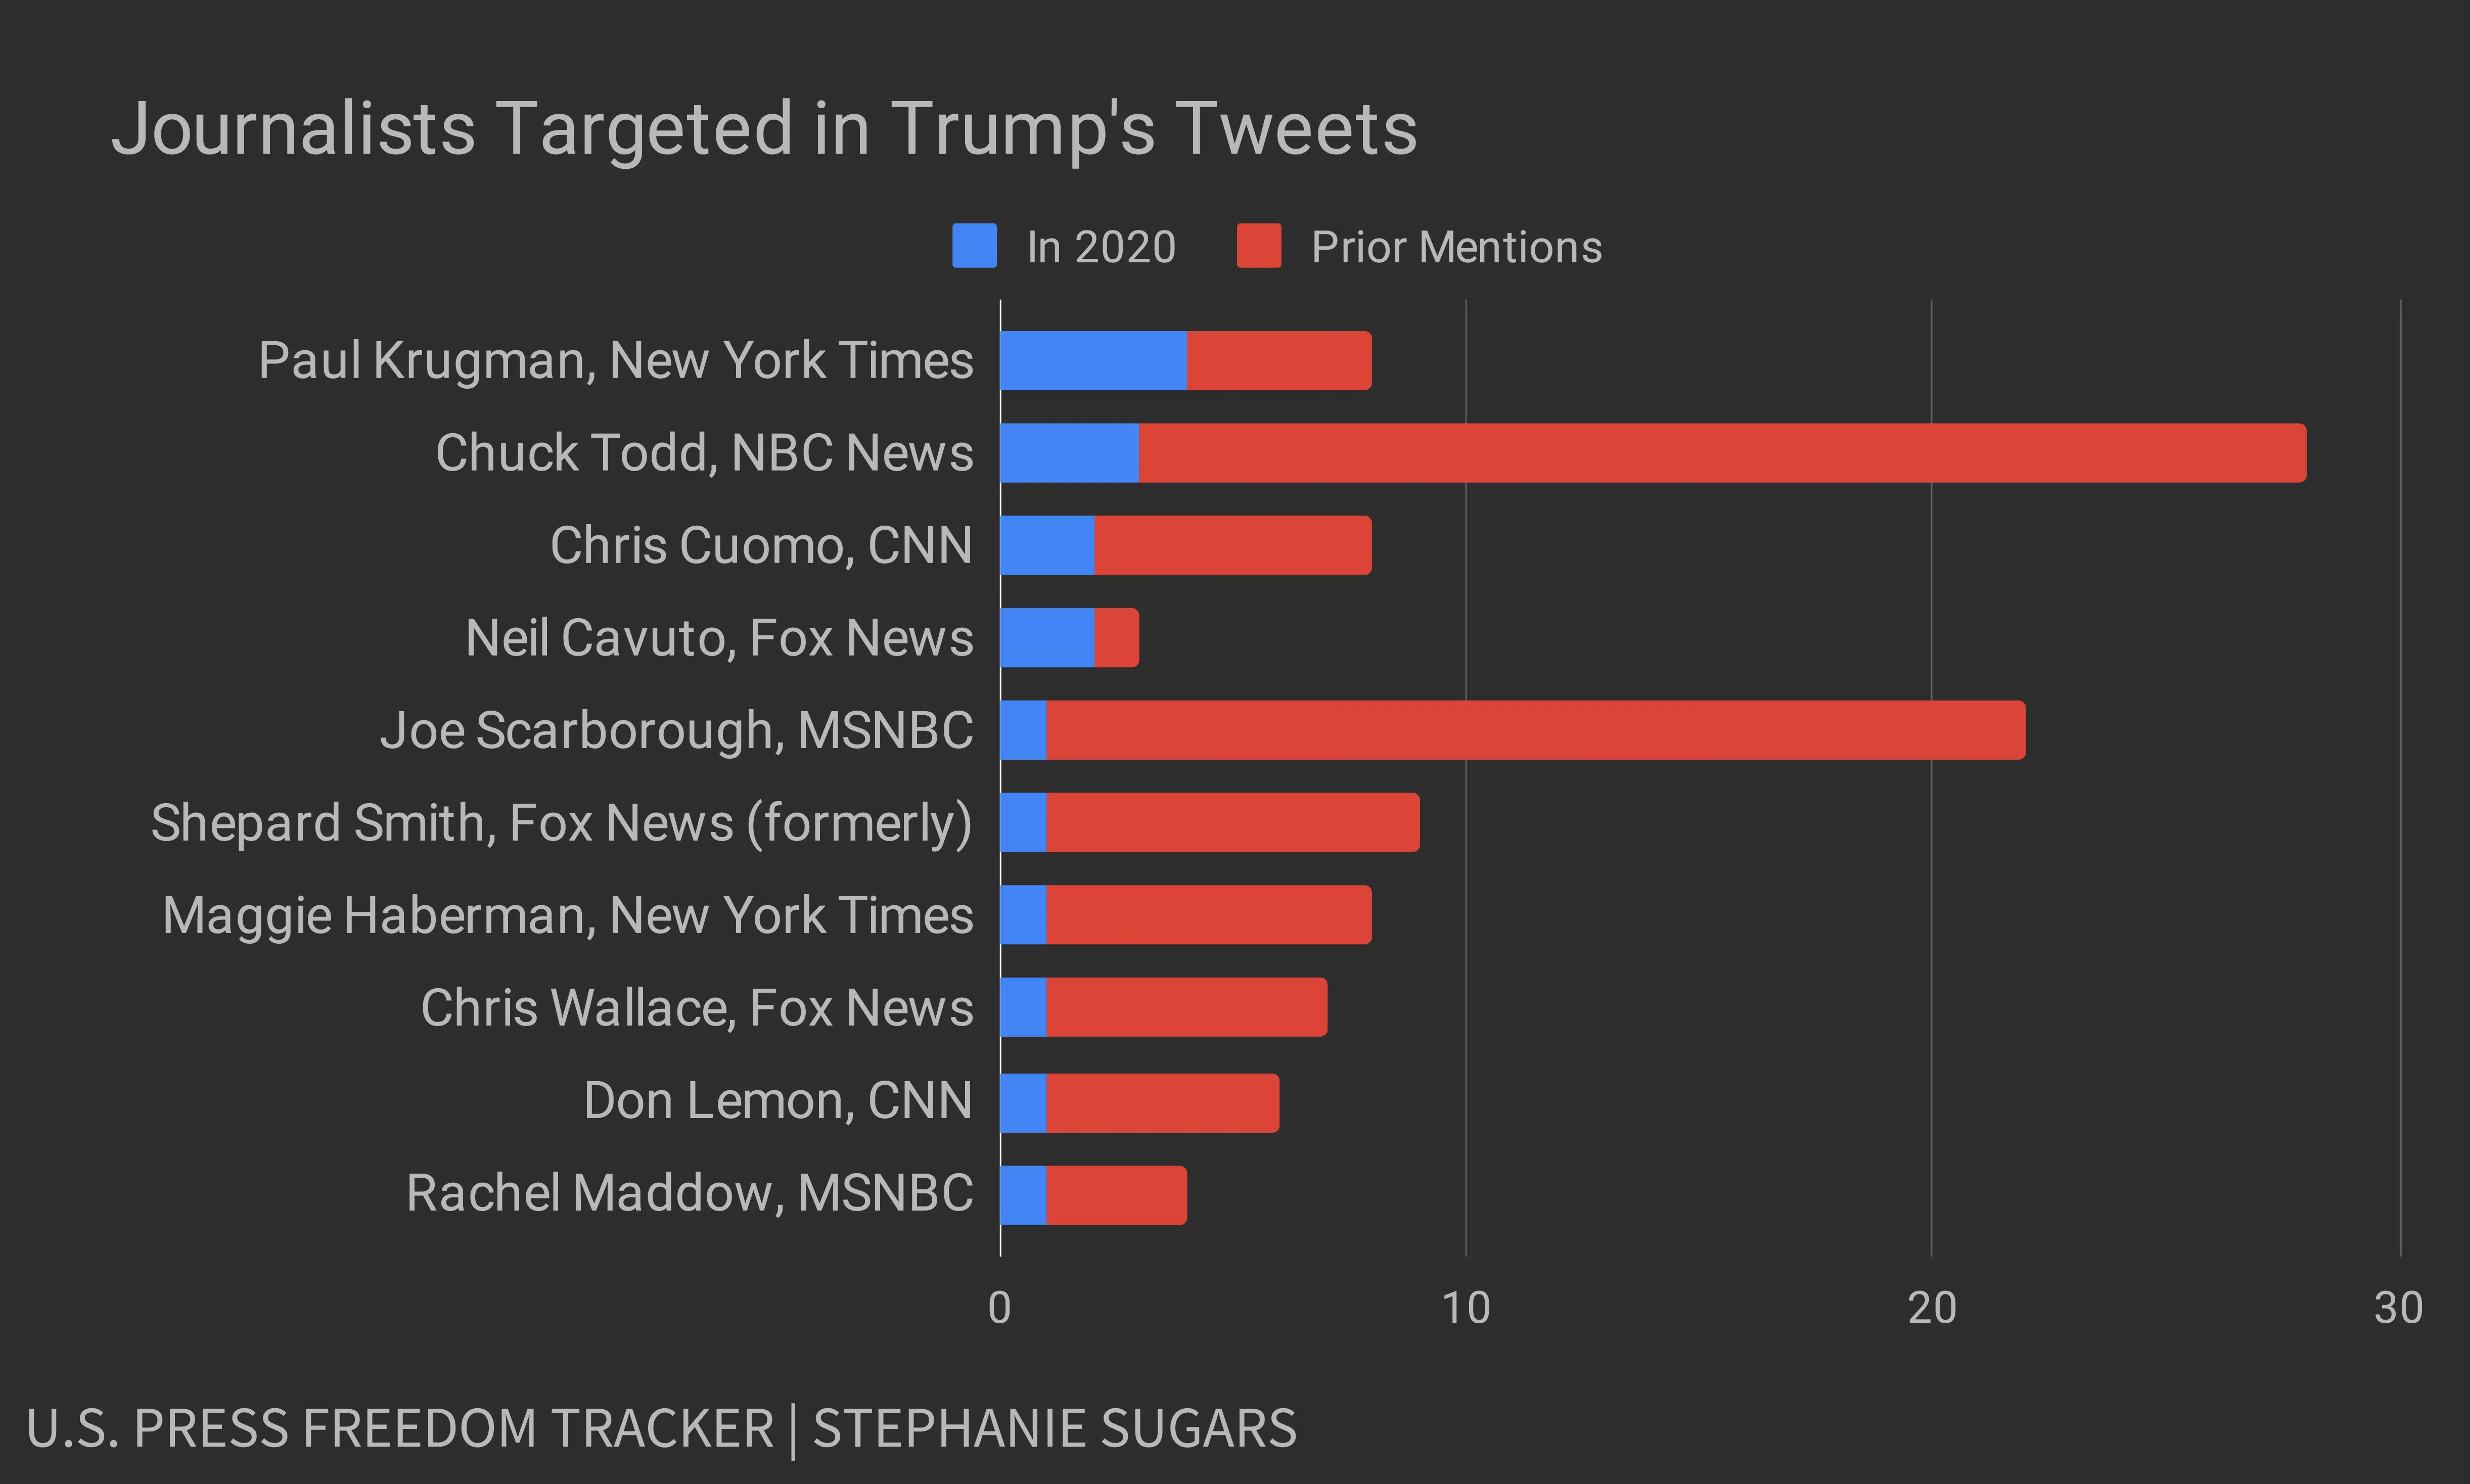 Journalists Targeted in Trump's Tweets
In 2020 Prior Mentions
Paul Krugman, New York Times
Chuck Todd, NBC News
Chris Cuomo, CNN
Neil Cavuto, Fox News
Joe Scarborough, MSNBC
Shepard Smith, Fox News (formerly)
Maggie Haberman, New York Times
Chris Wallace, Fox News
Don Lemon, CNN
Rachel Maddow, MSNBC
0 10 20 30
U.S. PRESS FREEDOM TRACKER | STEPHANIE SUGARS